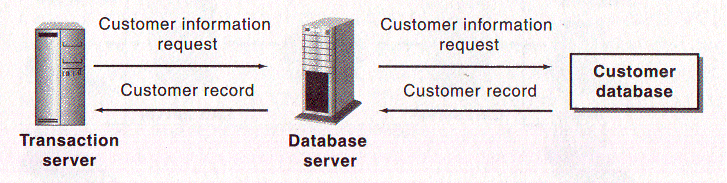 Customer information
request
Customer record
Transaction
server
Database
server
Customer information
request
Customer record
Customer
database